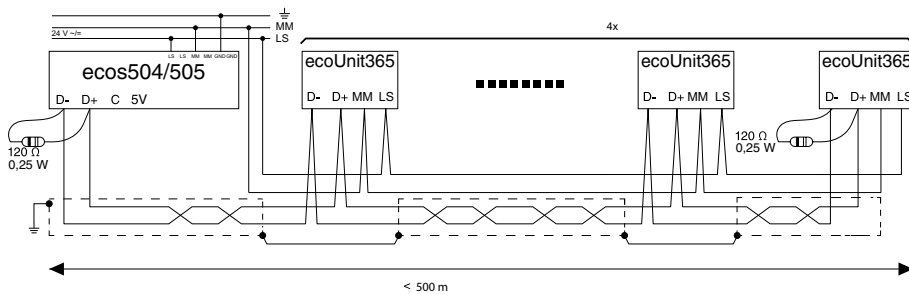 MM
24 V ~/=
LS
4x
LS LS MM MM GND GND
ecos504/505
D- D+ C 5V
ecoUnit365
D- D+ MM LS
ecoUnit365
D- D+ MM LS
ecoUnit365
D- D+ MM LS
120 Ω
0,25 W
120 Ω
0,25 W
< 500 m